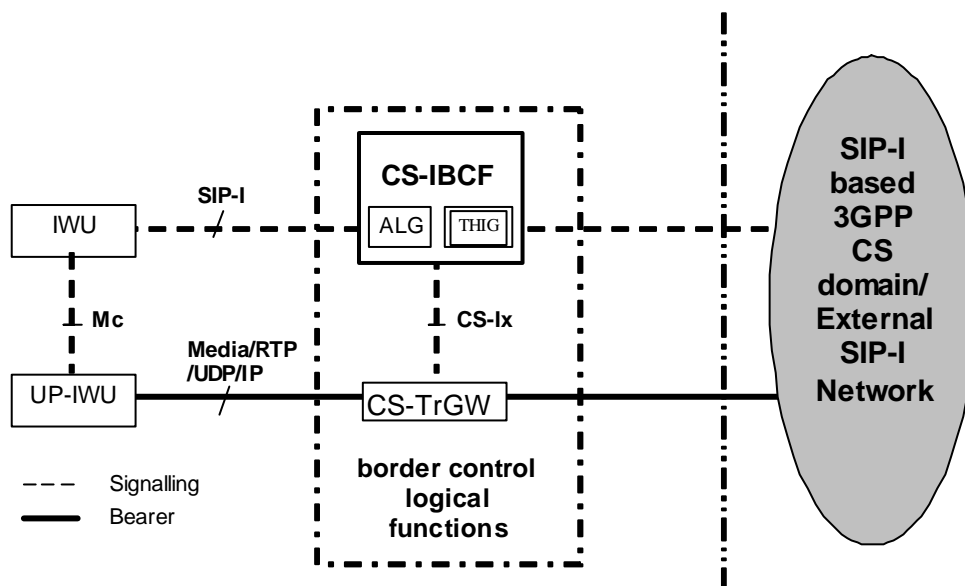 CS-IBCF
ALG
THIG
SIP-I
IWU
Mc
CS-Ix
Media/RTP
/UDP/IP
UP-IWU
CS-TrGW
border control
logical
functions
Signalling
Bearer
SIP-I
based
3GPP
CS
domain/
External
SIP-I
Network